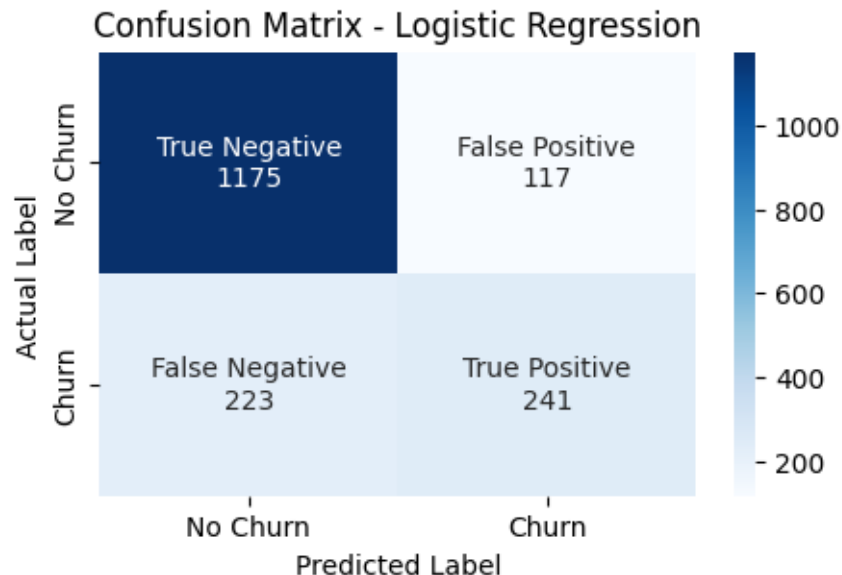 Confusion Matrix - Logistic Regression
Actual Label
No Churn
Churn
True Negative
1175
False Positive
117
False Negative
223
True Positive
241
No Churn
Churn
Predicted Label
1000
800
600
400
200